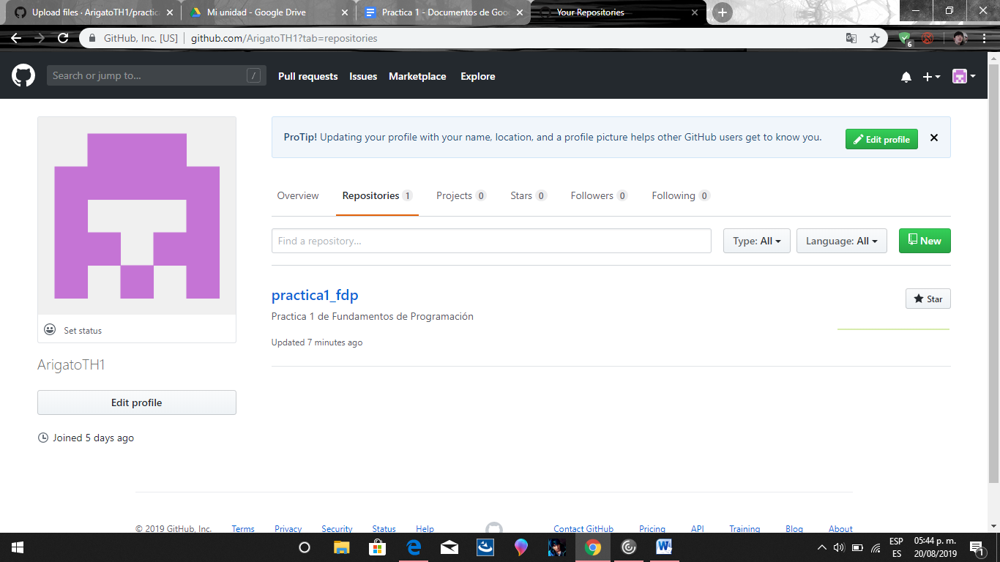 Upload files · ArigatoTH1/practic
Mi unidad - Google Drive
Practica 1 - Documentos de Goo
Your Repositories
GitHub, Inc. [US]
github.com/ArigatoTH1?tab=repositories
6
Search or jump to...
/
Pull requests
Issues
Marketplace
Explore
ProTip! Updating your profile with your name, location, and a profile picture helps other GitHub users get to know you.
Edit profile
Overview
Repositories 1
Projects 0
Stars 0
Followers 0
Following 0
Find a repository...
Type: All
Language: All
New
practica1_fdp
Star
Practica 1 de Fundamentos de Programación
Updated 7 minutes ago
Set status
ArigatoTH1
Edit profile
Joined 5 days ago
© 2019 GitHub, Inc.
Terms
Privacy
Security
Status
Help
Contact GitHub
Pricing
API
Training
Blog
About
ESP
ES
05:44 p. m.
20/08/2019
1